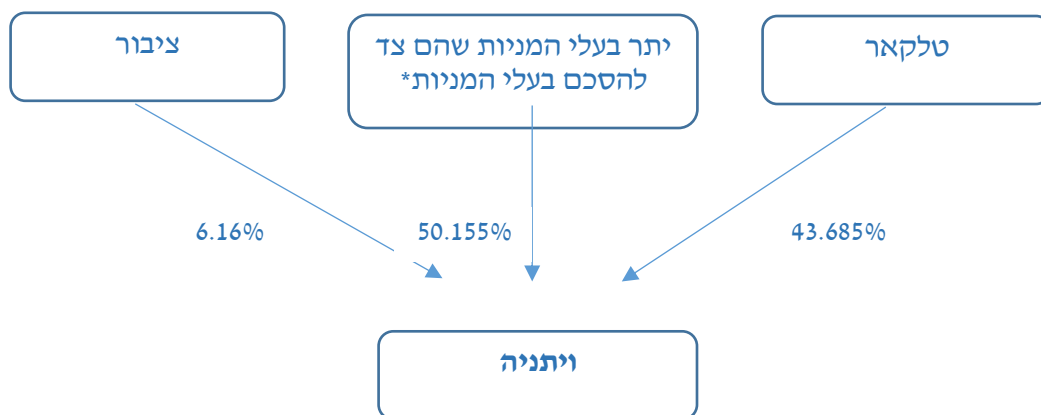 טלקאר
יתר בעלי המניות שהם צד
להסכם בעלי המניות*
ציבור
43.685%
50.155%
6.16%
ויתניה